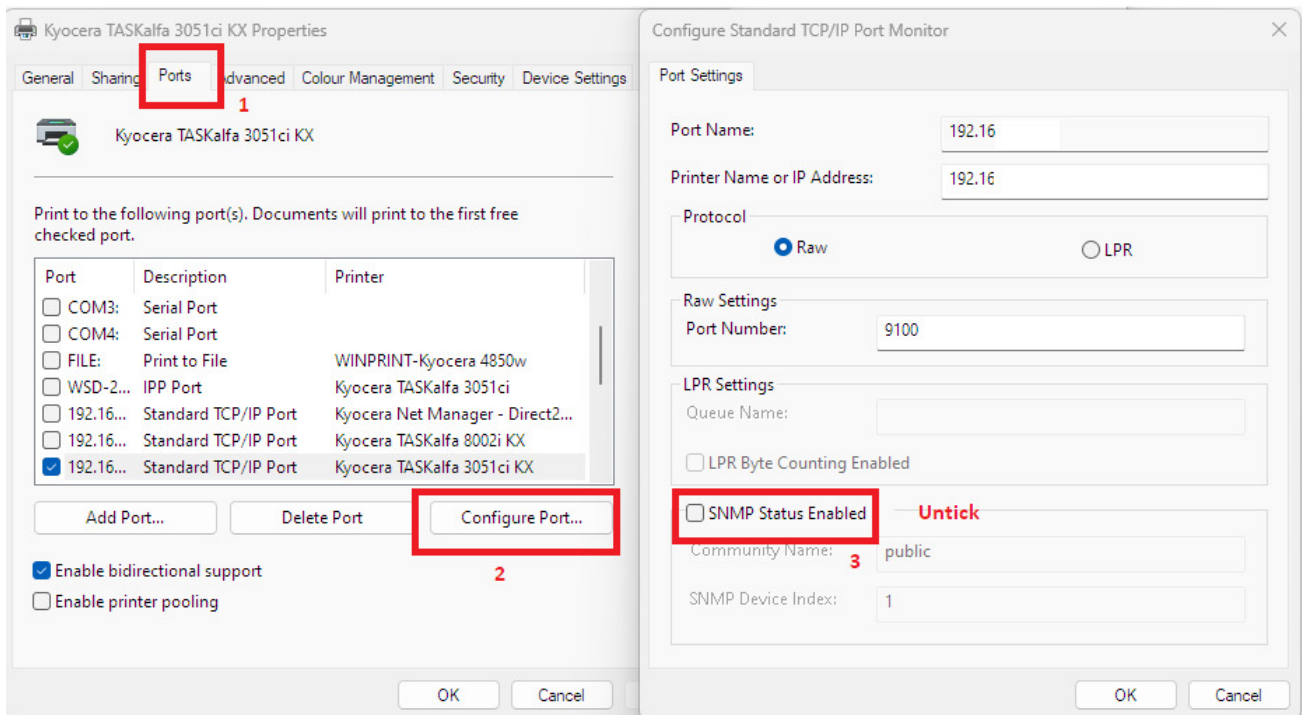 Kyocera TASKalfa 3051ci KX Properties
General Sharing Ports Advanced Colour Management Security Device Settings
1
Kyocera TASKalfa 3051ci KX
Print to the following port(s). Documents will print to the first free
checked port.
Port Description Printer
COM3: Serial Port
COM4: Serial Port
FILE: Print to File WINPRINT-Kyocera 4850w
WSD-2... IPP Port Kyocera TASKalfa 3051ci
192.16... Standard TCP/IP Port Kyocera Net Manager - Direct2...
192.16... Standard TCP/IP Port Kyocera TASKalfa 8002i KX
192.16... Standard TCP/IP Port Kyocera TASKalfa 3051ci KX
Add Port... Delete Port Configure Port...
Enable bidirectional support
2
Enable printer pooling
OK Cancel
Configure Standard TCP/IP Port Monitor
Port Settings
Port Name: 192.16
Printer Name or IP Address: 192.16
Protocol
Raw LPR
Raw Settings
Port Number: 9100
LPR Settings
Queue Name:
LPR Byte Counting Enabled
SNMP Status Enabled Untick
Community Name: public
3
SNMP Device Index: 1
OK Cancel